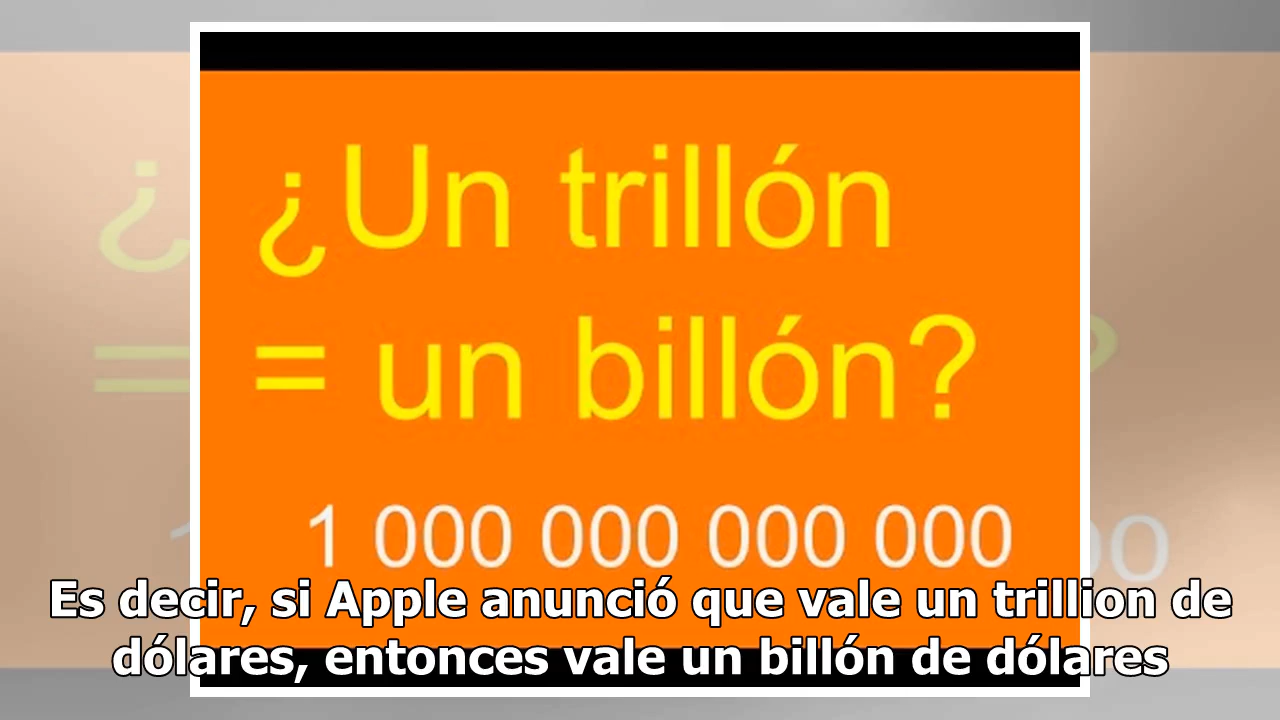 ¿Un trillón
= un billón?
1 000 000 000 000
Es decir, si Apple anunció que vale un trillion de
dólares, entonces vale un billón de dólares